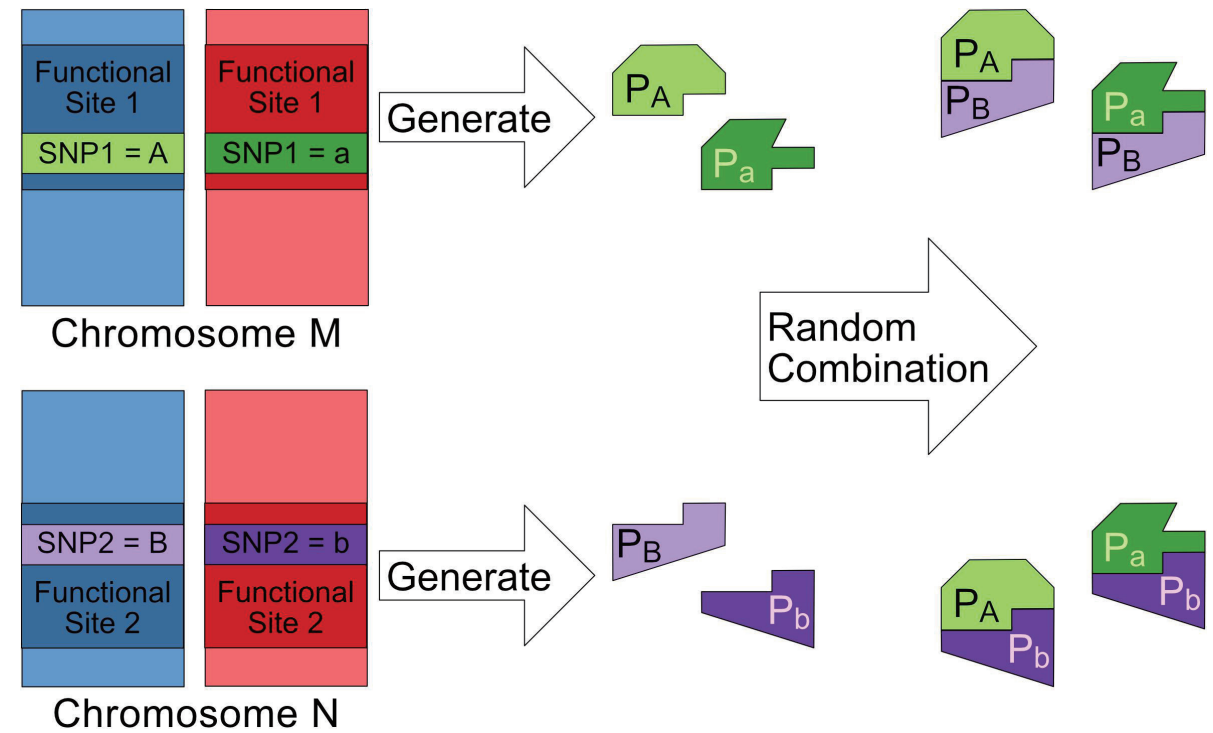 Functional
Site 1
SNP1 = A
Functional
Site 1
SNP1 = a
Chromosome M
Generate
P_A
P_a
P_A
P_B
P_a
P_B
Random
Combination
SNP2 = B
Functional
Site 2
SNP2 = b
Functional
Site 2
Chromosome N
Generate
P_B
P_b
P_A
P_b
P_a
P_b